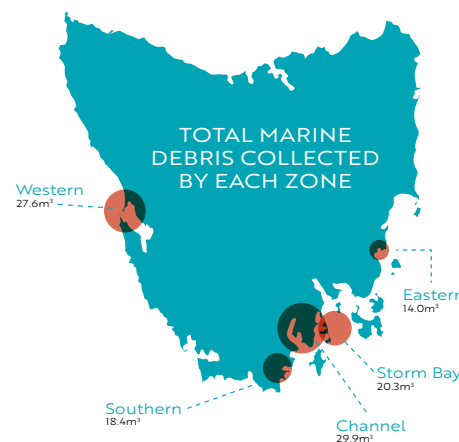 TOTAL MARINE
DEBRIS COLLECTED
BY EACH ZONE
Western
27.6m³
Eastern
14.0m³
Storm Bay
20.3m³
Southern
18.4m³
Channel
29.9m³